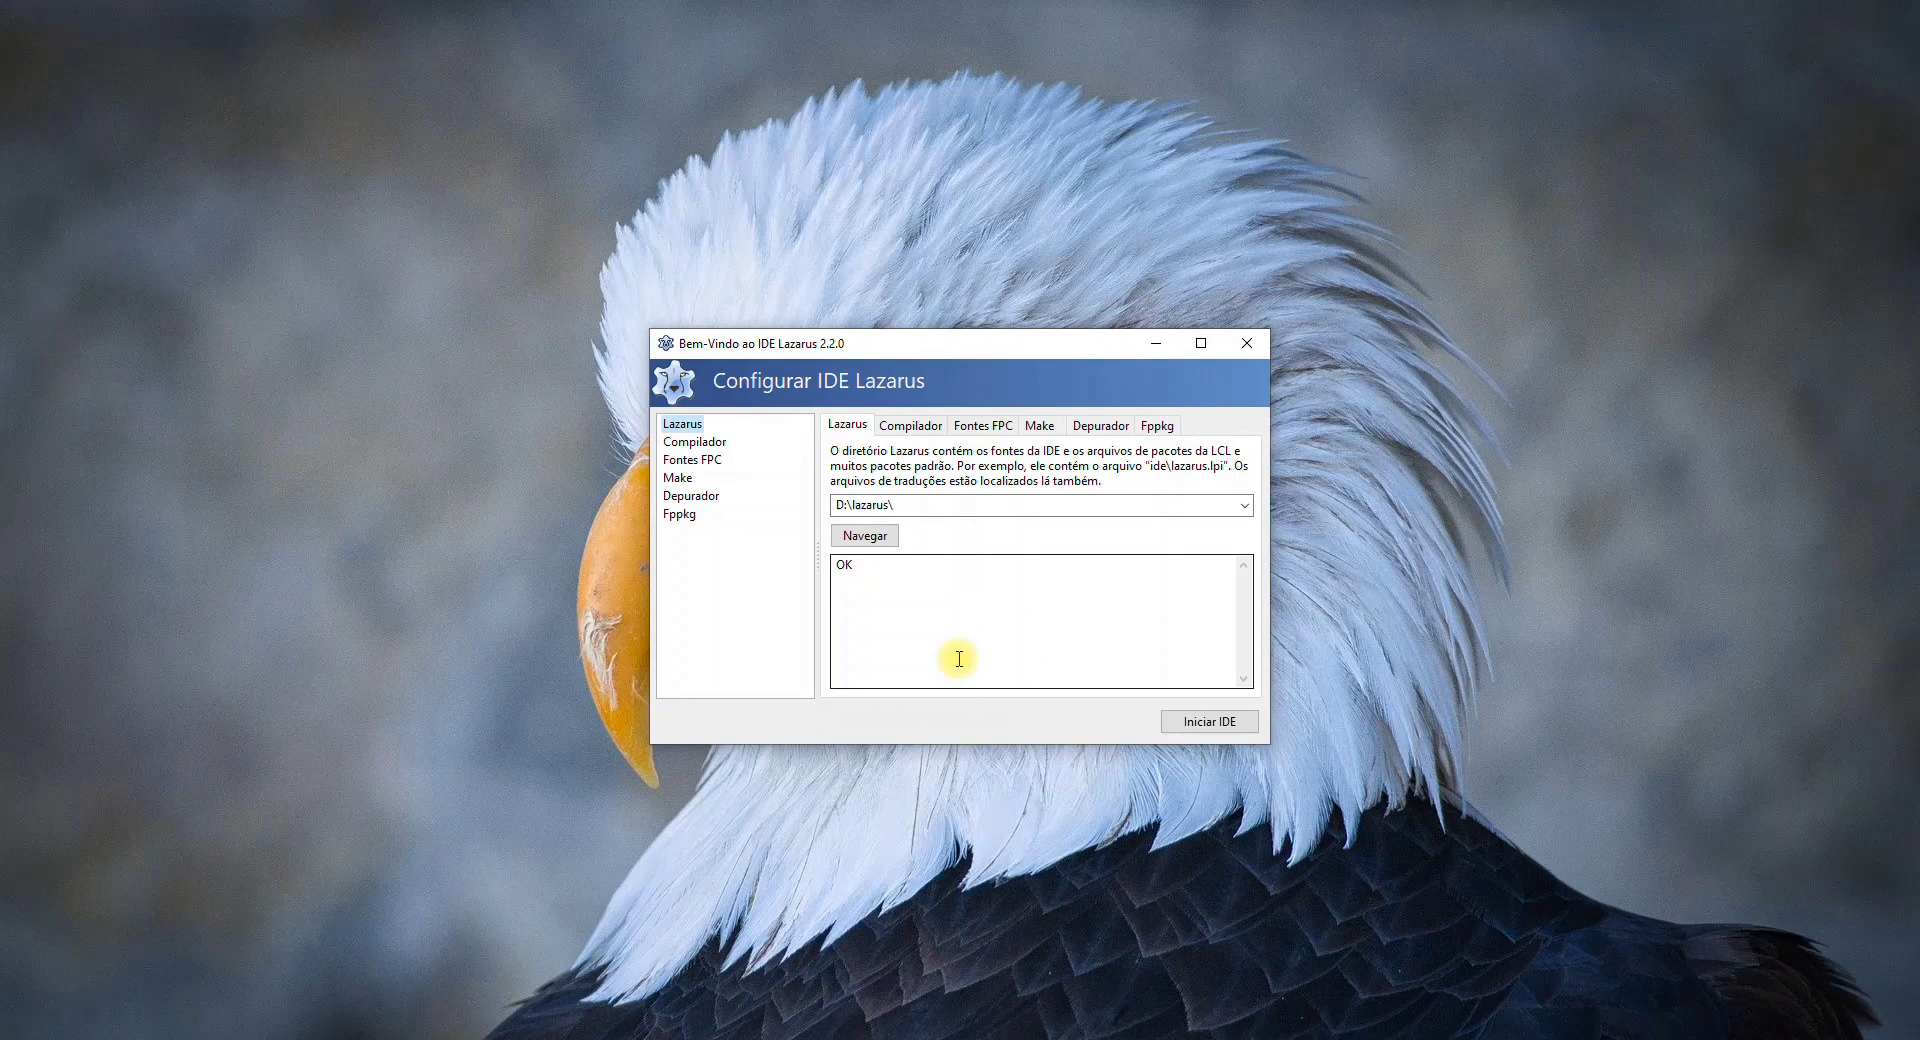 Bem-Vindo ao IDE Lazarus 2.2.0
Configurar IDE Lazarus
Lazarus
Compilador
Fontes FPC
Make
Depurador
Fppkg
Lazarus Compilador Fontes FPC Make Depurador Fppkg
O diretório Lazarus contém os fontes da IDE e os arquivos de pacotes da LCL e
muitos pacotes padrão. Por exemplo, ele contém o arquivo "ide\lazarus.lpi". Os
arquivos de traduções estão localizados lá também.
D:\lazarus\
Navegar
OK
Iniciar IDE